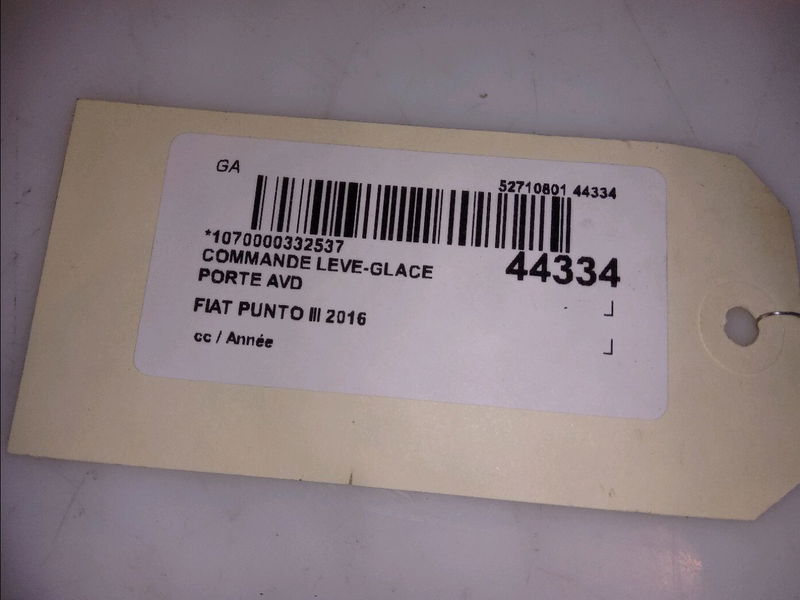 GA
52710801 44334
*1070000332537
COMMANDE LEVE-GLACE
PORTE AVD
44334
FIAT PUNTO III 2016
cc / Année